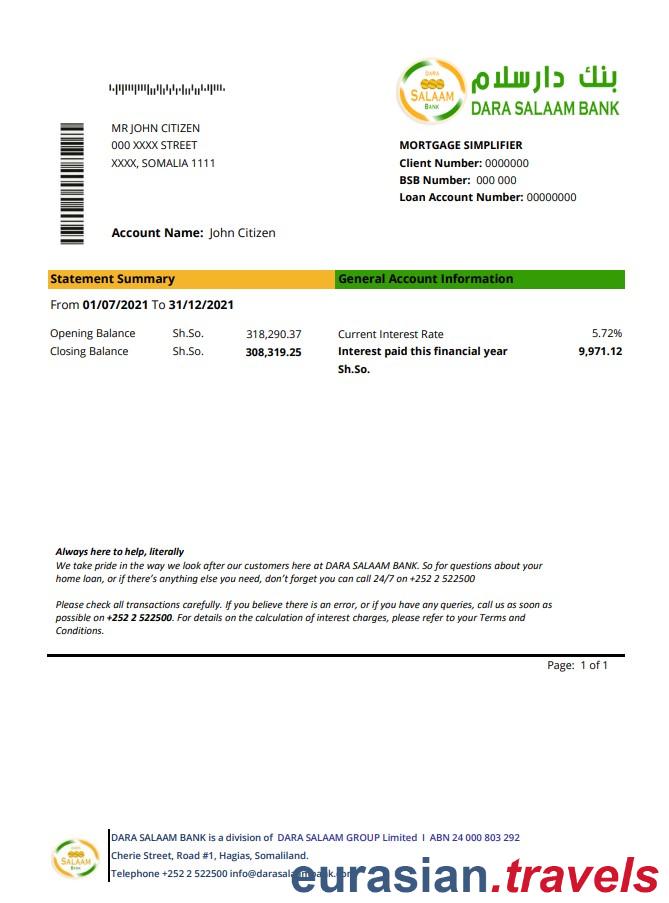 DARA
SALAAM
BANK
بنك دارسلام
DARA SALAAM BANK
MR JOHN CITIZEN
000 XXXX STREET
XXXX, SOMALIA 1111
MORTGAGE SIMPLIFIER
Client Number: 0000000
BSB Number: 000 000
Loan Account Number: 00000000
Account Name: John Citizen
Statement Summary
General Account Information
From 01/07/2021 To 31/12/2021
Opening Balance Sh.So. 318,290.37
Closing Balance Sh.So. 308,319.25
Current Interest Rate 5.72%
Interest paid this financial year 9,971.12
Sh.So.
Always here to help, literally
We take pride in the way we look after our customers here at DARA SALAAM BANK. So for questions about your
home loan, or if there's anything else you need, don't forget you can call 24/7 on +252 2 522500
Please check all transactions carefully. If you believe there is an error, or if you have any queries, call us as soon as
possible on +252 2 522500. For details on the calculation of interest charges, please refer to your Terms and
Conditions.
Page: 1 of 1
SALAAM
BANK
DARA SALAAM BANK is a division of DARA SALAAM GROUP Limited I ABN 24 000 803 292
Cherie Street, Road #1, Hagias, Somaliland.
Telephone +252 2 522500
eurasian.travels